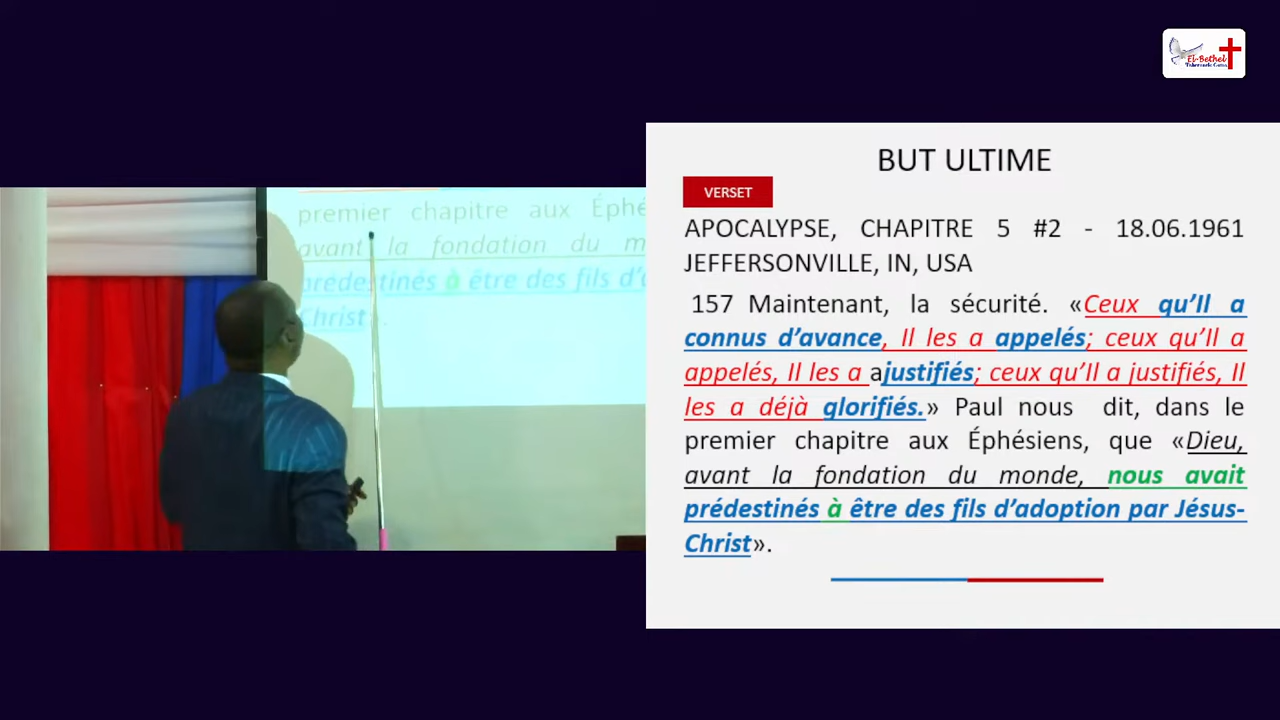 El-Bethel
BUT ULTIME
VERSET
APOCALYPSE, CHAPITRE 5 #2 - 18.06.1961
JEFFERSONVILLE, IN, USA
157 Maintenant, la sécurité. «Ceux qu’Il a
connus d’avance, Il les a appelés; ceux qu’Il a
appelés, Il les a ajustifiés; ceux qu’Il a justifiés, Il
les a déjà glorifiés.» Paul nous dit, dans le
premier chapitre aux Éphésiens, que «Dieu,
avant la fondation du monde, nous avait
prédestinés à être des fils d’adoption par Jésus-
Christ».
premier chapitre aux Éphé
avant la fondation du m
prédestinés à être des fils d’a
Christ».